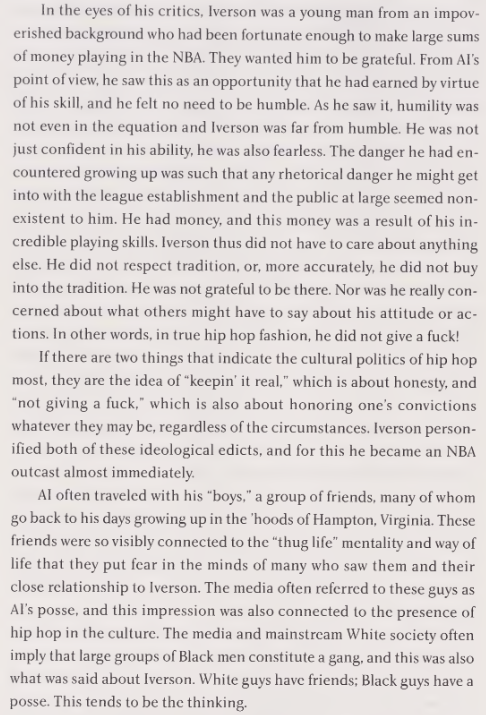 In the eyes of his critics, Iverson was a young man from an impov-
erished background who had been fortunate enough to make large sums
of money playing in the NBA. They wanted him to be grateful. From AI's
point of view, he saw this as an opportunity that he had earned by virtue
of his skill, and he felt no need to be humble. As he saw it, humility was
not even in the equation and Iverson was far from humble. He was not
just confident in his ability, he was also fearless. The danger he had en-
countered growing up was such that any rhetorical danger he might get
into with the league establishment and the public at large seemed non-
existent to him. He had money, and this money was a result of his in-
credible playing skills. Iverson thus did not have to care about anything
else. He did not respect tradition, or, more accurately, he did not buy
into the tradition. He was not grateful to be there. Nor was he really con-
cerned about what others might have to say about his attitude or ac-
tions. In other words, in true hip hop fashion, he did not give a fuck!
If there are two things that indicate the cultural politics of hip hop
most, they are the idea of "keepin' it real," which is about honesty, and
"not giving a fuck," which is also about honoring one's convictions
whatever they may be, regardless of the circumstances. Iverson person-
ified both of these ideological edicts, and for this he became an NBA
outcast almost immediately.
AI often traveled with his "boys," a group of friends, many of whom
go back to his days growing up in the 'hoods of Hampton, Virginia. These
friends were so visibly connected to the "thug life" mentality and way of
life that they put fear in the minds of many who saw them and their
close relationship to Iverson. The media often referred to these guys as
AI's posse, and this impression was also connected to the presence of
hip hop in the culture. The media and mainstream White society often
imply that large groups of Black men constitute a gang, and this was also
what was said about Iverson. White guys have friends; Black guys have a
posse. This tends to be the thinking.